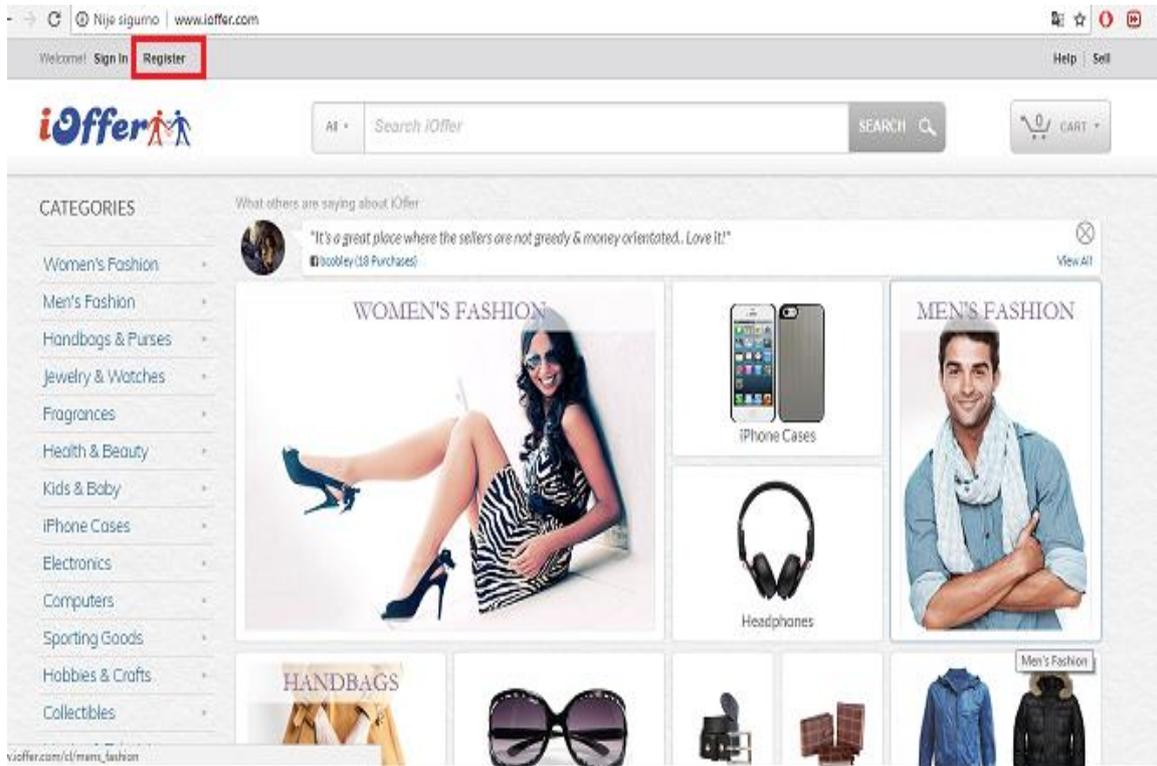 Nije sigurno | www.ioffer.com
Welcome! Sign In Register
Help | Sell
iOffer
All
Search iOffer
SEARCH
0 CART
CATEGORIES
Women's Fashion
Men's Fashion
Handbags & Purses
Jewelry & Watches
Fragrances
Health & Beauty
Kids & Baby
iPhone Cases
Electronics
Computers
Sporting Goods
Hobbies & Crafts
Collectibles
What others are saying about iOffer
"It's a great place where the sellers are not greedy & money orientated.. Love it!"
bcobley (18 Purchases)
View All
WOMEN'S FASHION
iPhone Cases
MEN'S FASHION
Headphones
HANDBAGS
Men's Fashion
w.ioffer.com/cl/mens_fashion